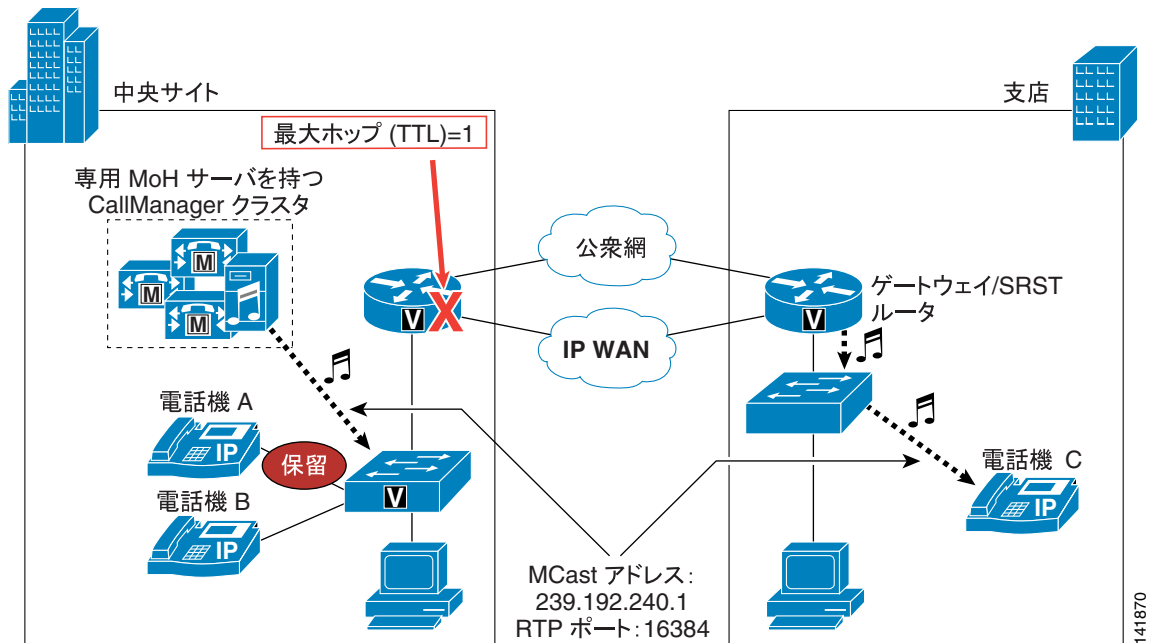 中央サイト
支店
最大ホップ (TTL)=1
専用 MoH サーバを持つ
CallManager クラスタ
M
M
M
公衆網
V
X
V
ゲートウェイ/SRST
ルータ
IP WAN
電話機 A
IP
保留
電話機 B
IP
V
電話機 C
IP
MCast アドレス:
239.192.240.1
RTP ポート:16384
141870